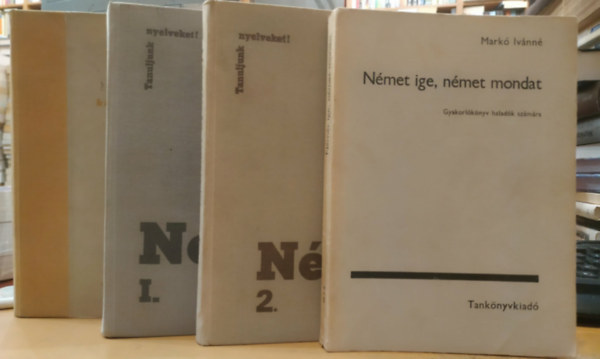 Tanuljunk
nyelveket!
Né
I.
Tanuljunk
nyelveket!
Né
2.
Markó Ivánné
Német ige, német mondat
Gyakorlókönyv haladók számára
Tankönyvkiadó